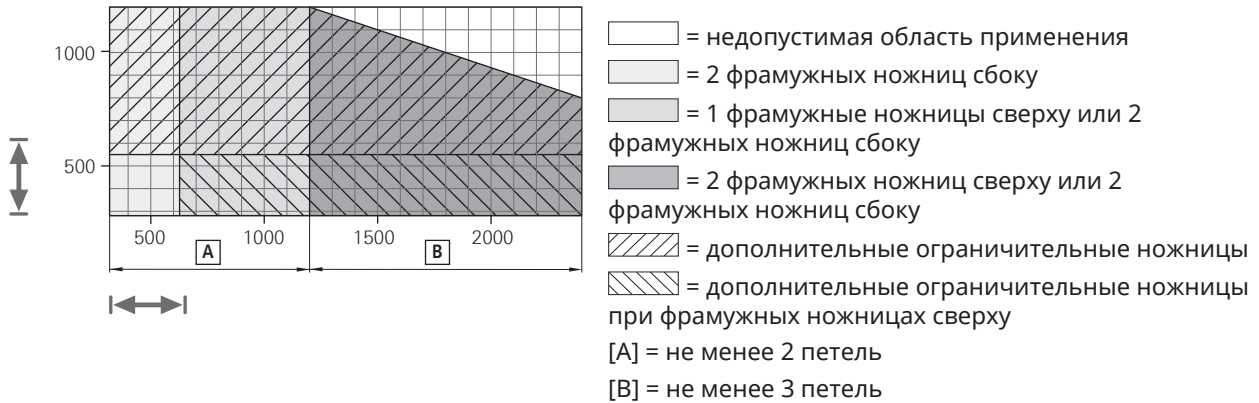 1000
500
500 1000 1500 2000
A B
= недопустимая область применения
= 2 фрамужных ножниц сбоку
= 1 фрамужные ножницы сверху или 2
фрамужных ножниц сбоку
= 2 фрамужных ножниц сверху или 2
фрамужных ножниц сбоку
= дополнительные ограничительные ножницы
= дополнительные ограничительные ножницы
при фрамужных ножницах сверху
[A] = не менее 2 петель
[B] = не менее 3 петель